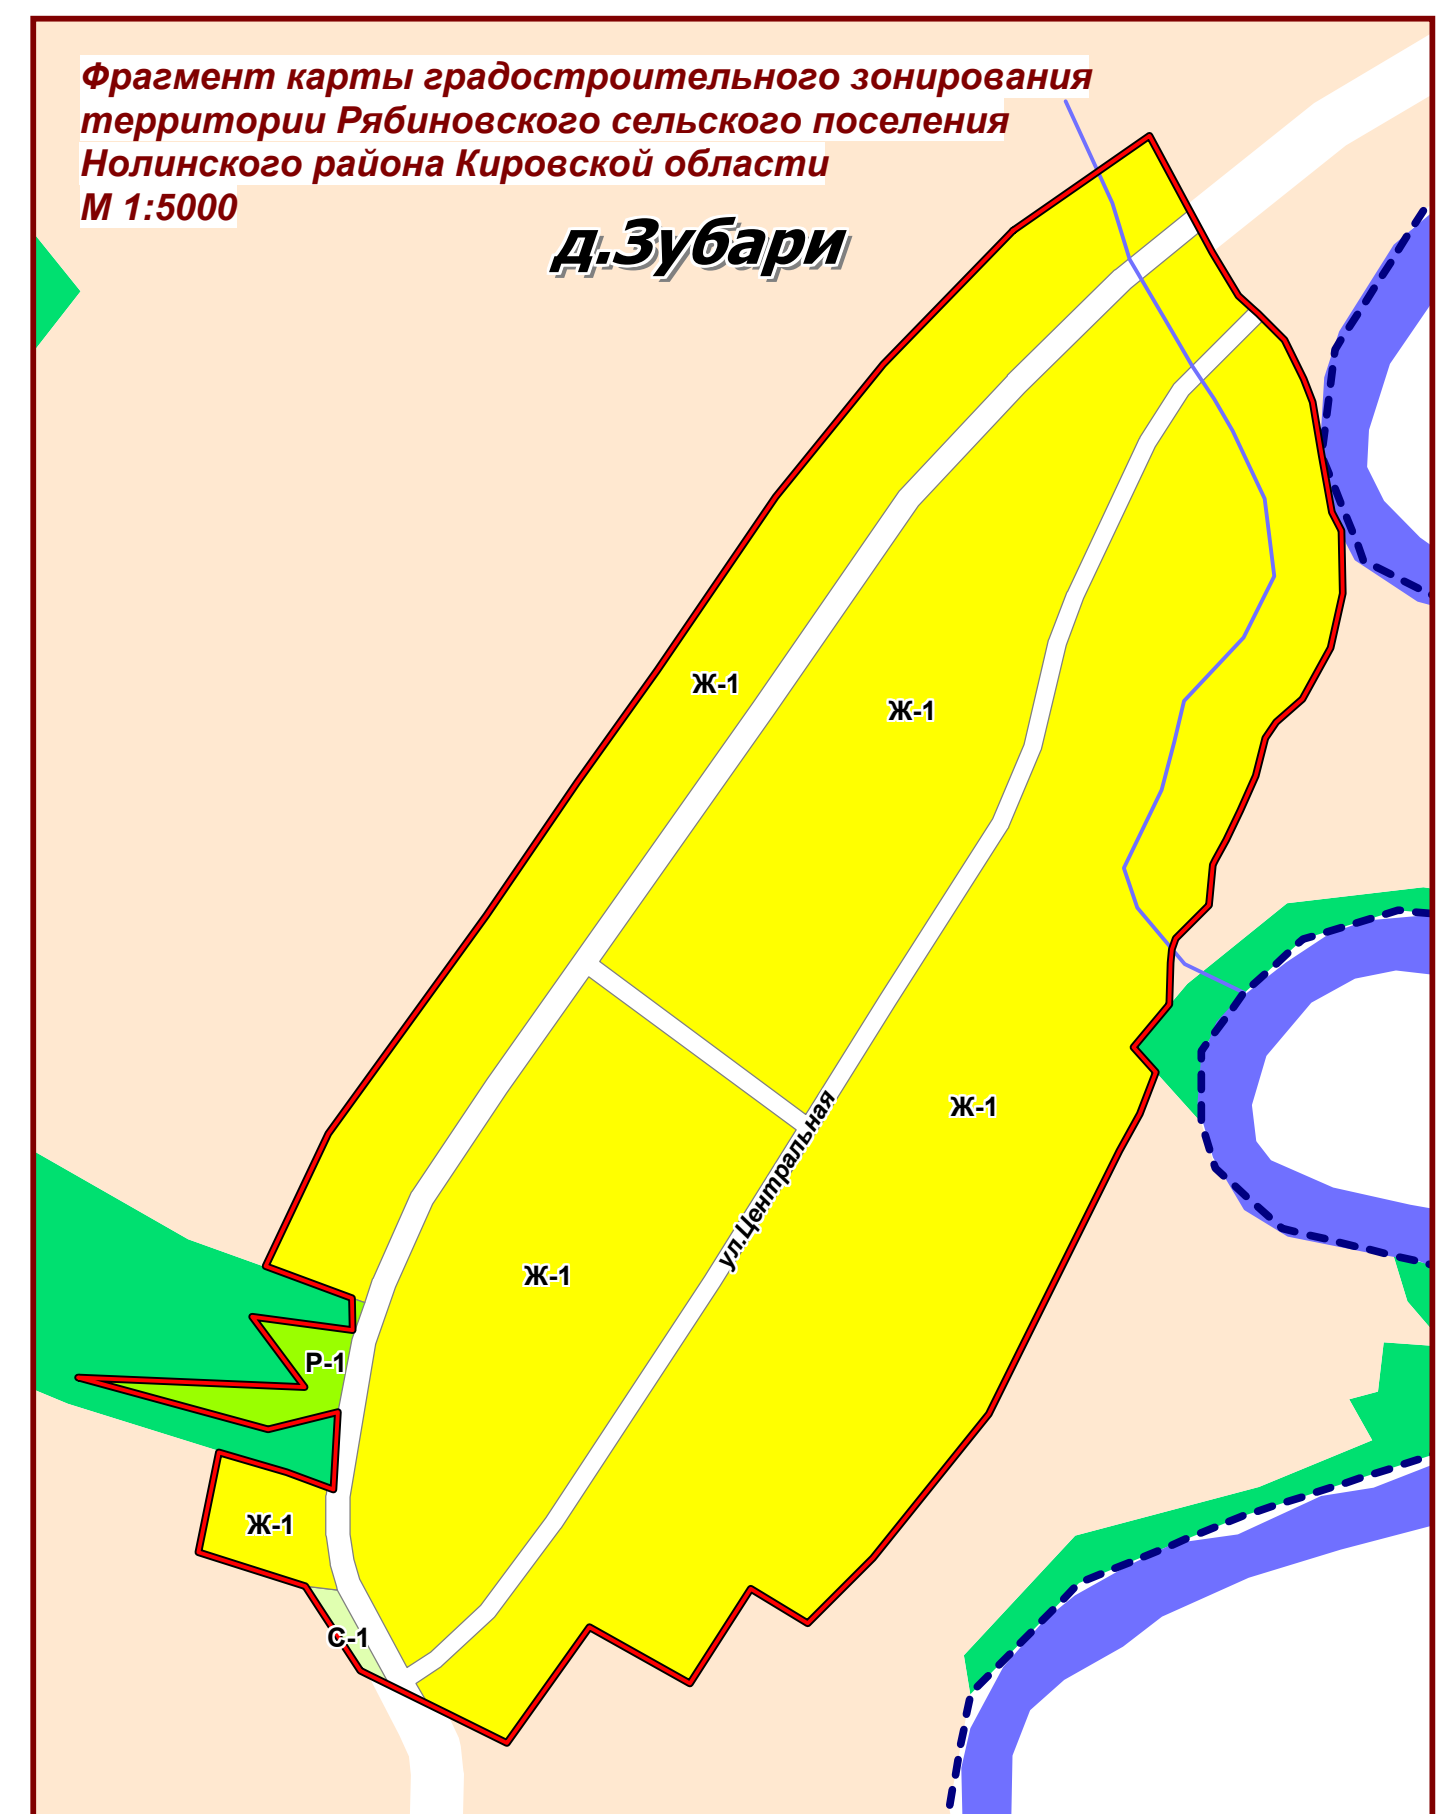 Фрагмент карты градостроительного зонирования
территории Рябиновского сельского поселения
Нолинского района Кировской области
М 1:5000
д.Зубари
Ж-1
Ж-1
Ж-1
ул.Центральная
Ж-1
Р-1
Ж-1
С-1